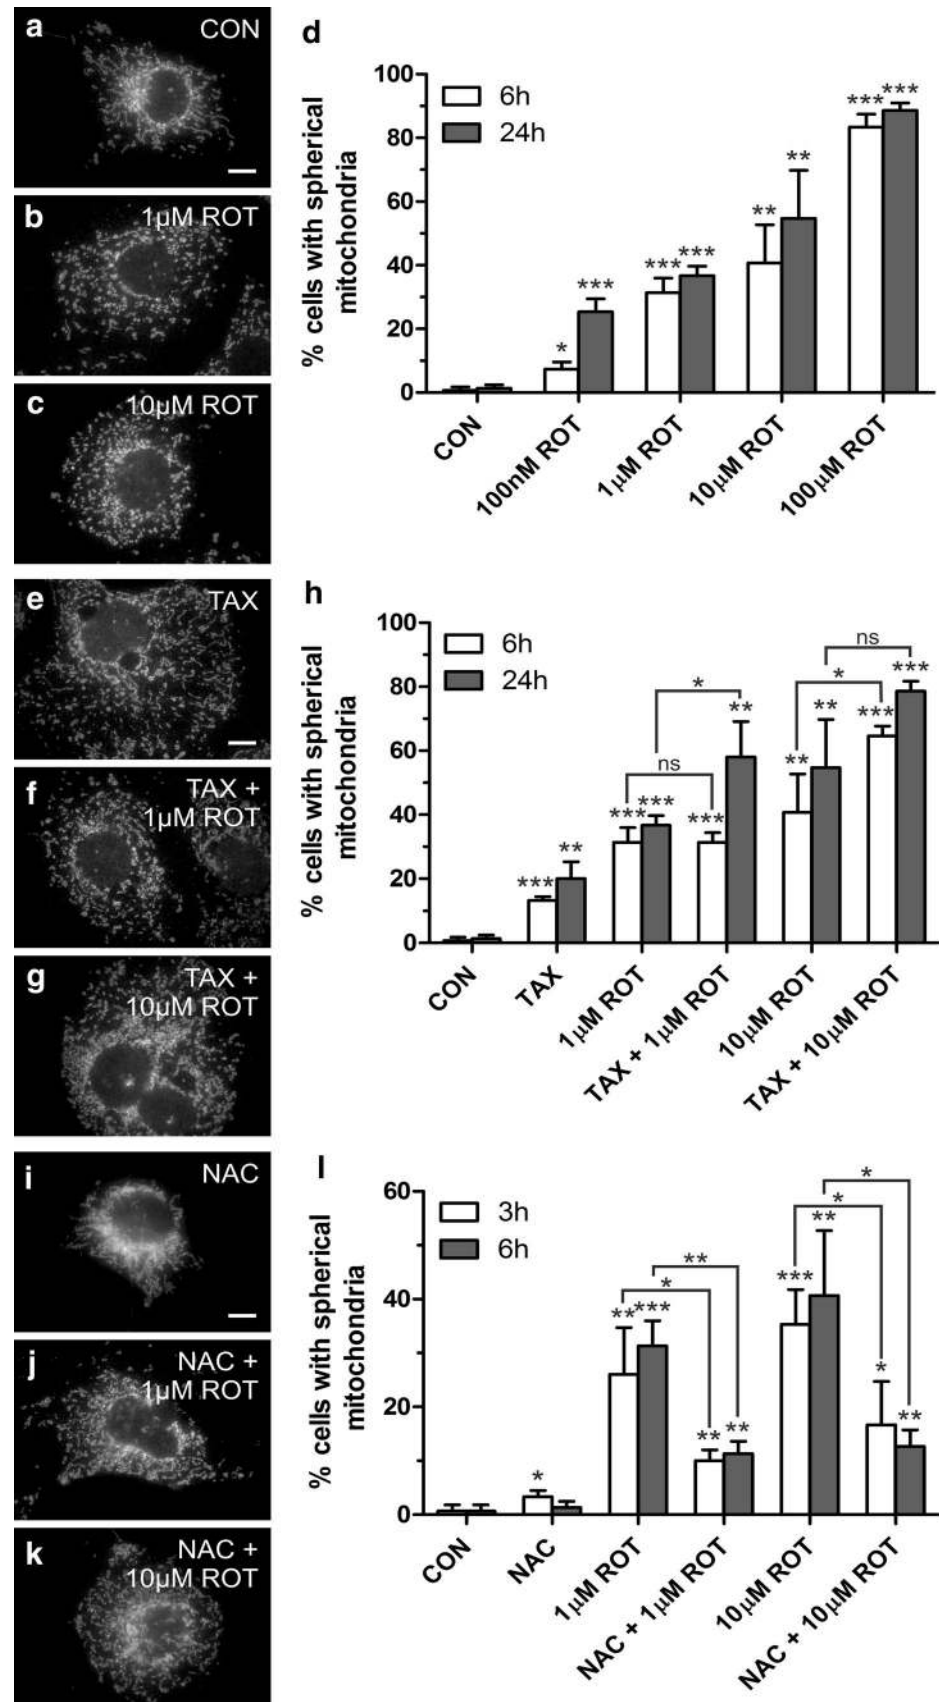 a
CON
b
1µM ROT
c
10µM ROT
d
% cells with spherical
mitochondria
100
80
60
40
20
0
6h
24h
*
***
***
***
**
**
***
***
CON
100nM ROT
1µM ROT
10µM ROT
100µM ROT
e
TAX
f
TAX +
1µM ROT
g
TAX +
10µM ROT
h
% cells with spherical
mitochondria
100
80
60
40
20
0
6h
24h
ns
*
*
ns
***
**
***
***
***
**
**
**
***
***
CON
TAX
1µM ROT
TAX + 1µM ROT
10µM ROT
TAX + 10µM ROT
i
NAC
j
NAC +
1µM ROT
k
NAC +
10µM ROT
l
% cells with spherical
mitochondria
60
40
20
0
3h
6h
*
*
**
*
*
**
***
**
**
***
**
*
**
CON
NAC
1µM ROT
NAC + 1µM ROT
10µM ROT
NAC + 10µM ROT